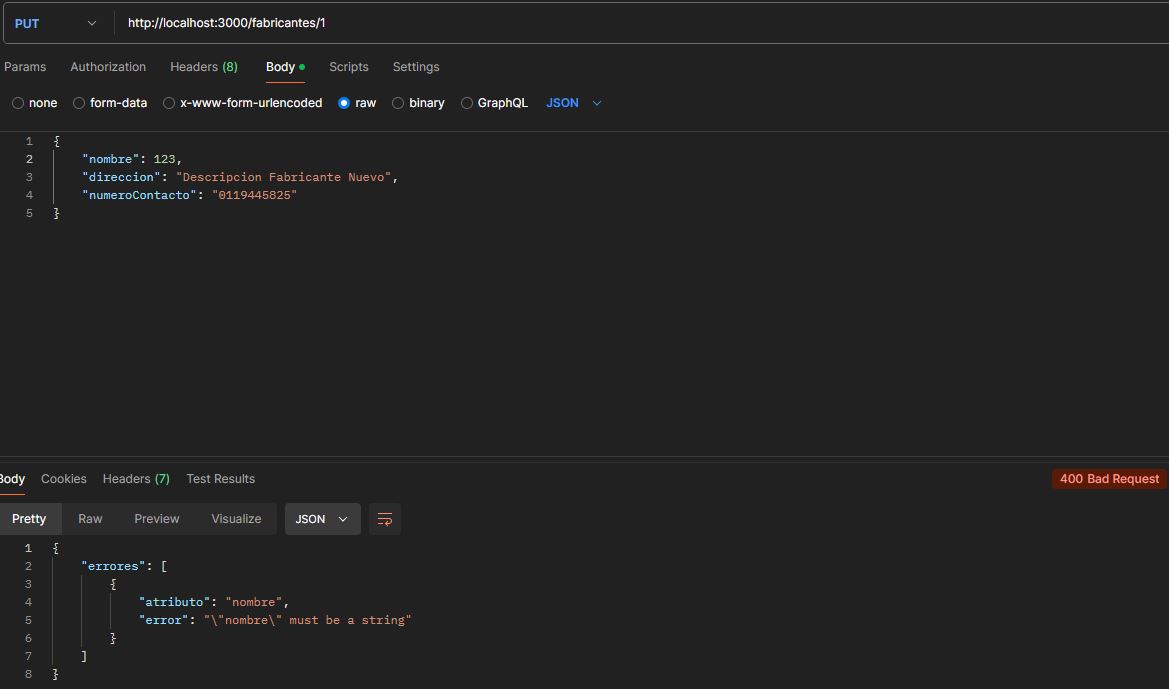 PUT http://localhost:3000/fabricantes/1
Params Authorization Headers (8) Body Scripts Settings
none form-data x-www-form-urlencoded raw binary GraphQL JSON
1 {
2 "nombre": 123,
3 "direccion": "Descripcion Fabricante Nuevo",
4 "numeroContacto": "0119445825"
5 }
Body Cookies Headers (7) Test Results 400 Bad Request
Pretty Raw Preview Visualize JSON
1 {
2 "errores": [
3 {
4 "atributo": "nombre",
5 "error": "\"nombre\" must be a string"
6 }
7 ]
8 }